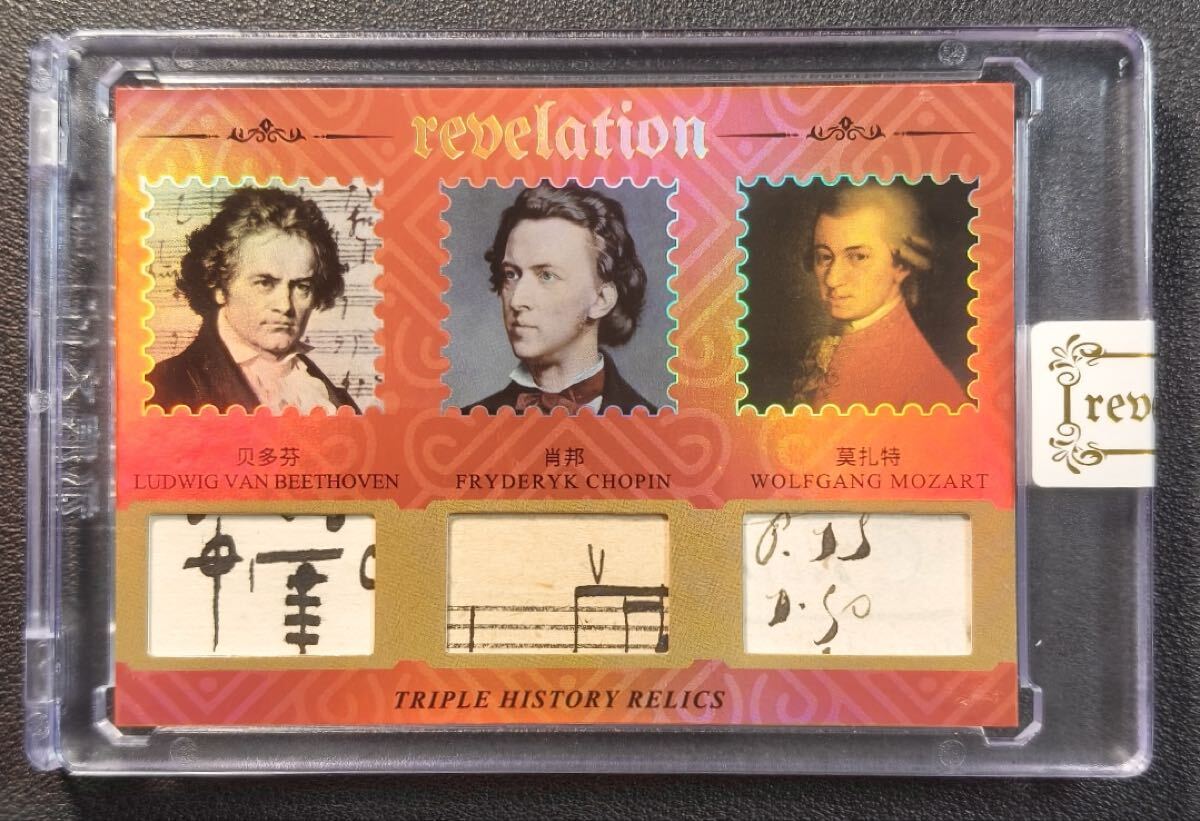 revelation
贝多芬
LUDWIG VAN BEETHOVEN
肖邦
FRYDERYK CHOPIN
莫扎特
WOLFGANG MOZART
TRIPLE HISTORY RELICS
rev